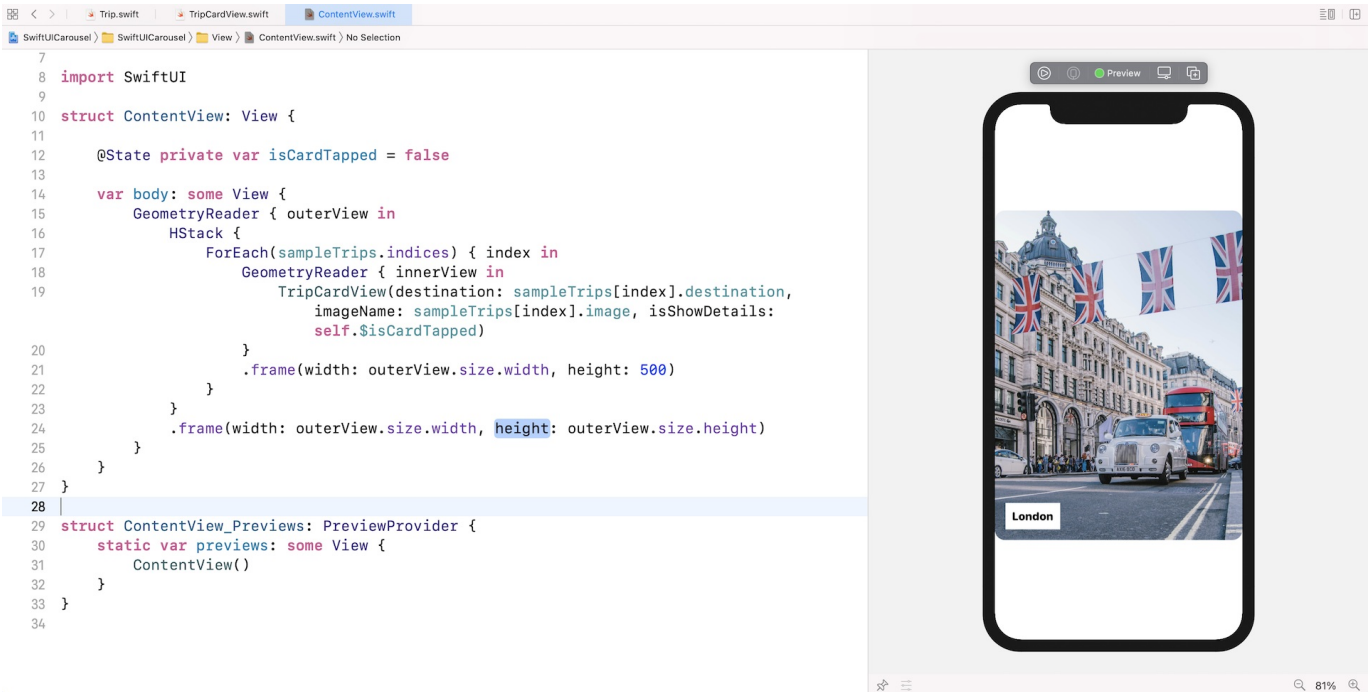 Trip.swift TripCardView.swift ContentView.swift
SwiftUICarousel SwiftUICarousel View ContentView.swift No Selection
7
8 import SwiftUI
9
10 struct ContentView: View {
11
12 @State private var isCardTapped = false
13
14 var body: some View {
15 GeometryReader { outerView in
16 HStack {
17 ForEach(sampleTrips.indices) { index in
18 GeometryReader { innerView in
19 TripCardView(destination: sampleTrips[index].destination,
imageName: sampleTrips[index].image, isShowDetails:
self.$isCardTapped)
20 }
21 .frame(width: outerView.size.width, height: 500)
22 }
23 }
24 .frame(width: outerView.size.width, height: outerView.size.height)
25 }
26 }
27 }
28
29 struct ContentView_Previews: PreviewProvider {
30 static var previews: some View {
31 ContentView()
32 }
33 }
34
Preview
London
81%